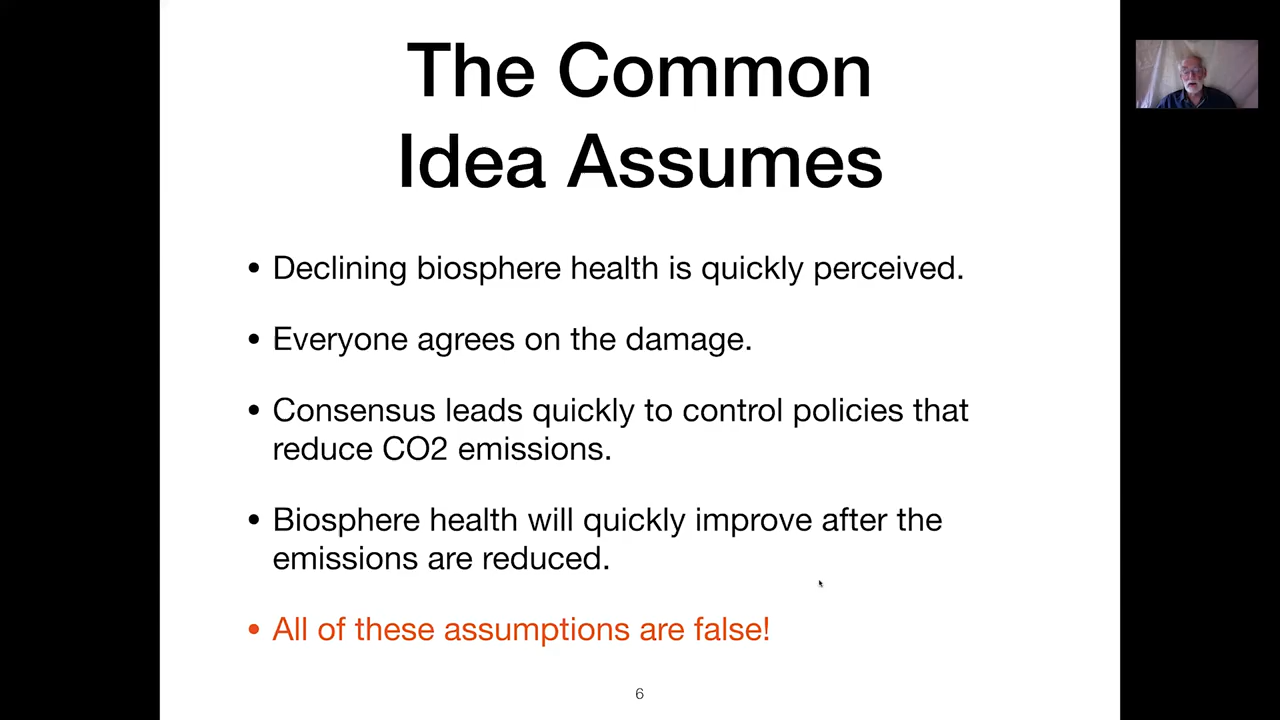 The Common
Idea Assumes
• Declining biosphere health is quickly perceived.
• Everyone agrees on the damage.
• Consensus leads quickly to control policies that
reduce CO2 emissions.
• Biosphere health will quickly improve after the
emissions are reduced.
• All of these assumptions are false!
6